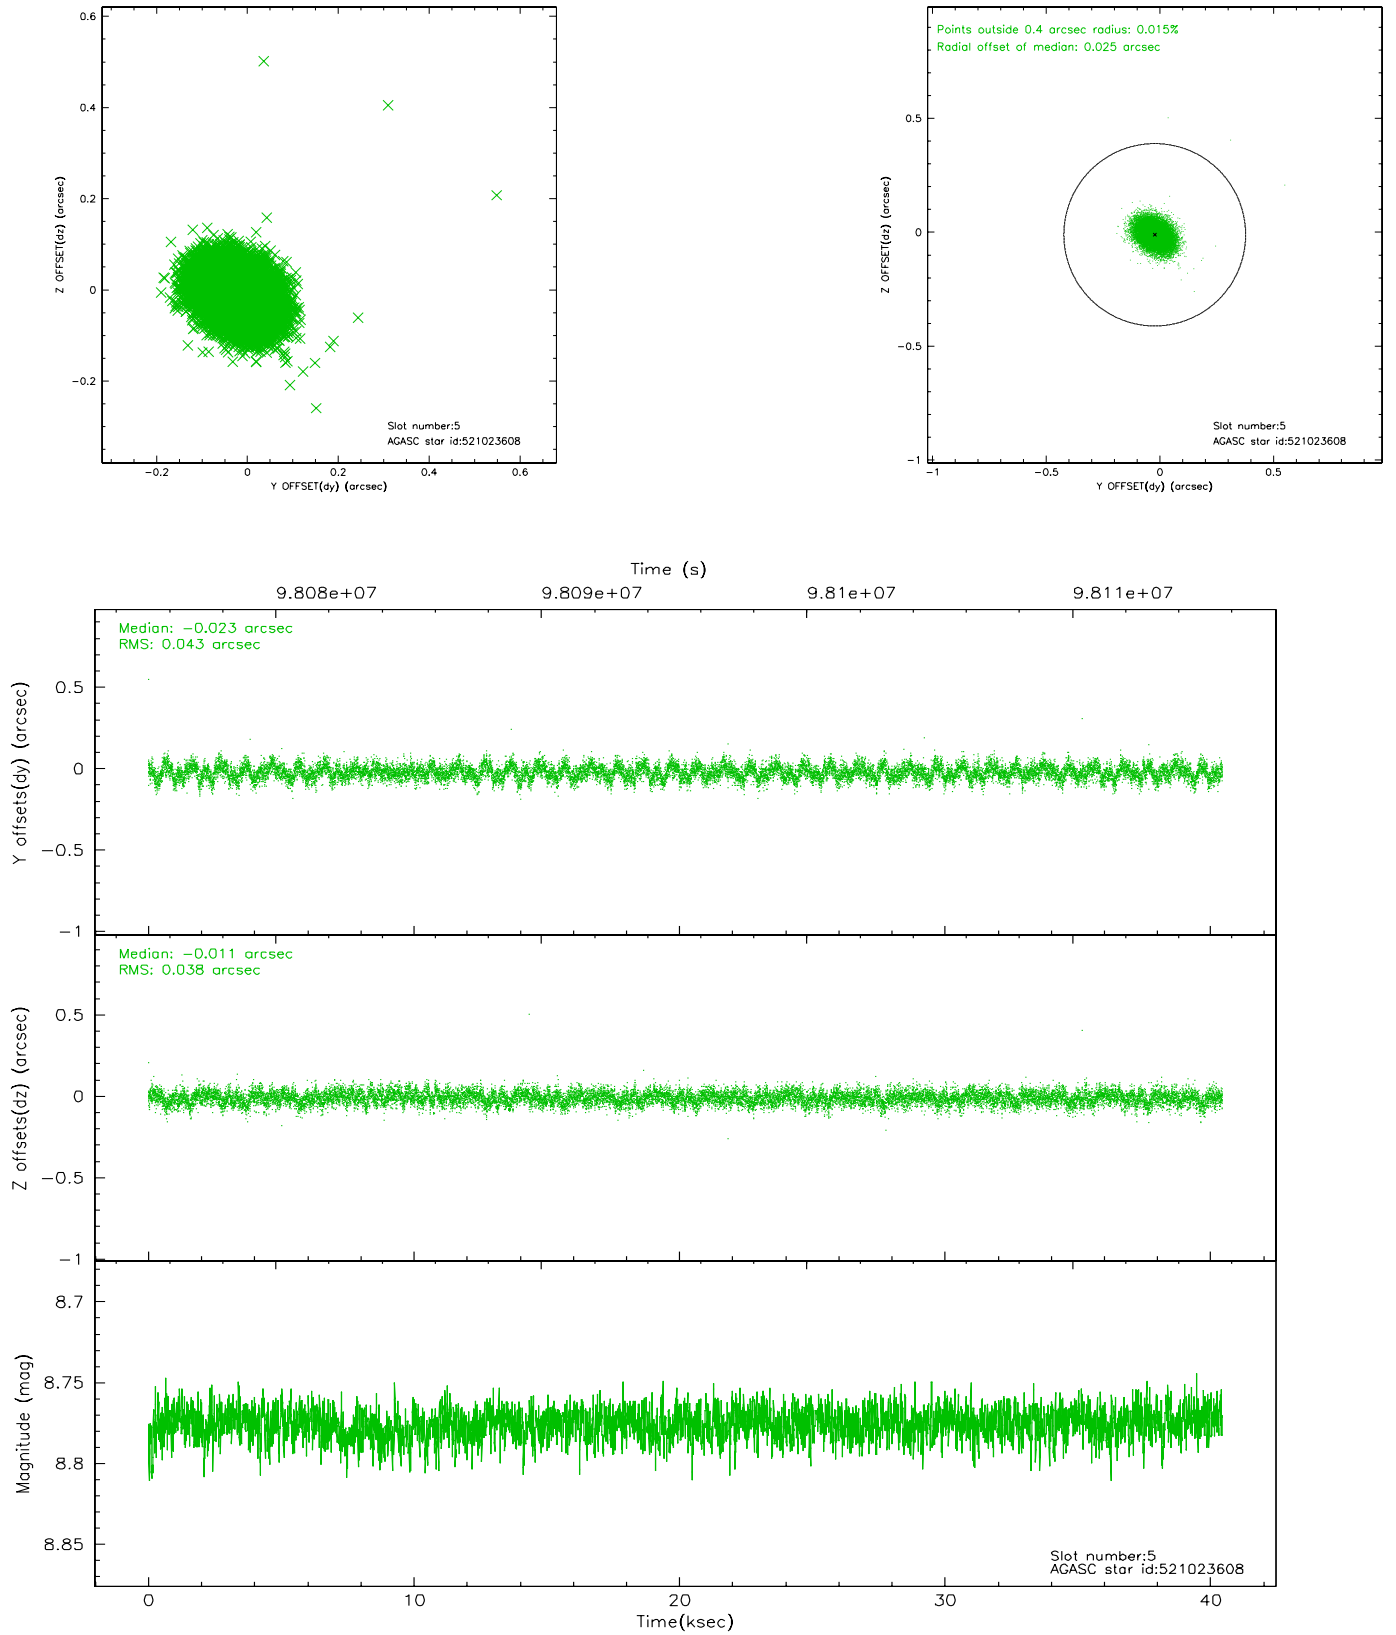 0.6
0.4
0.2
0
−0.2
Z OFFSET(dz) (arcsec)
Slot number:5
AGASC star id:521023608
−0.2 0 0.2 0.4 0.6
Y OFFSET(dy) (arcsec)
Points outside 0.4 arcsec radius: 0.015%
Radial offset of median: 0.025 arcsec
0.5
0
−0.5
−1
Z OFFSET(dz) (arcsec)
Slot number:5
AGASC star id:521023608
−1 −0.5 0 0.5
Y OFFSET(dy) (arcsec)
Time (s)
9.808e+07 9.809e+07 9.81e+07 9.811e+07
Median: −0.023 arcsec
RMS: 0.043 arcsec
0.5
0
−0.5
−1
Y offsets(dy) (arcsec)
Median: −0.011 arcsec
RMS: 0.038 arcsec
0.5
0
−0.5
−1
Z offsets(dz) (arcsec)
8.7
8.75
8.8
8.85
Magnitude (mag)
Slot number:5
AGASC star id:521023608
0 10 20 30 40
Time(ksec)